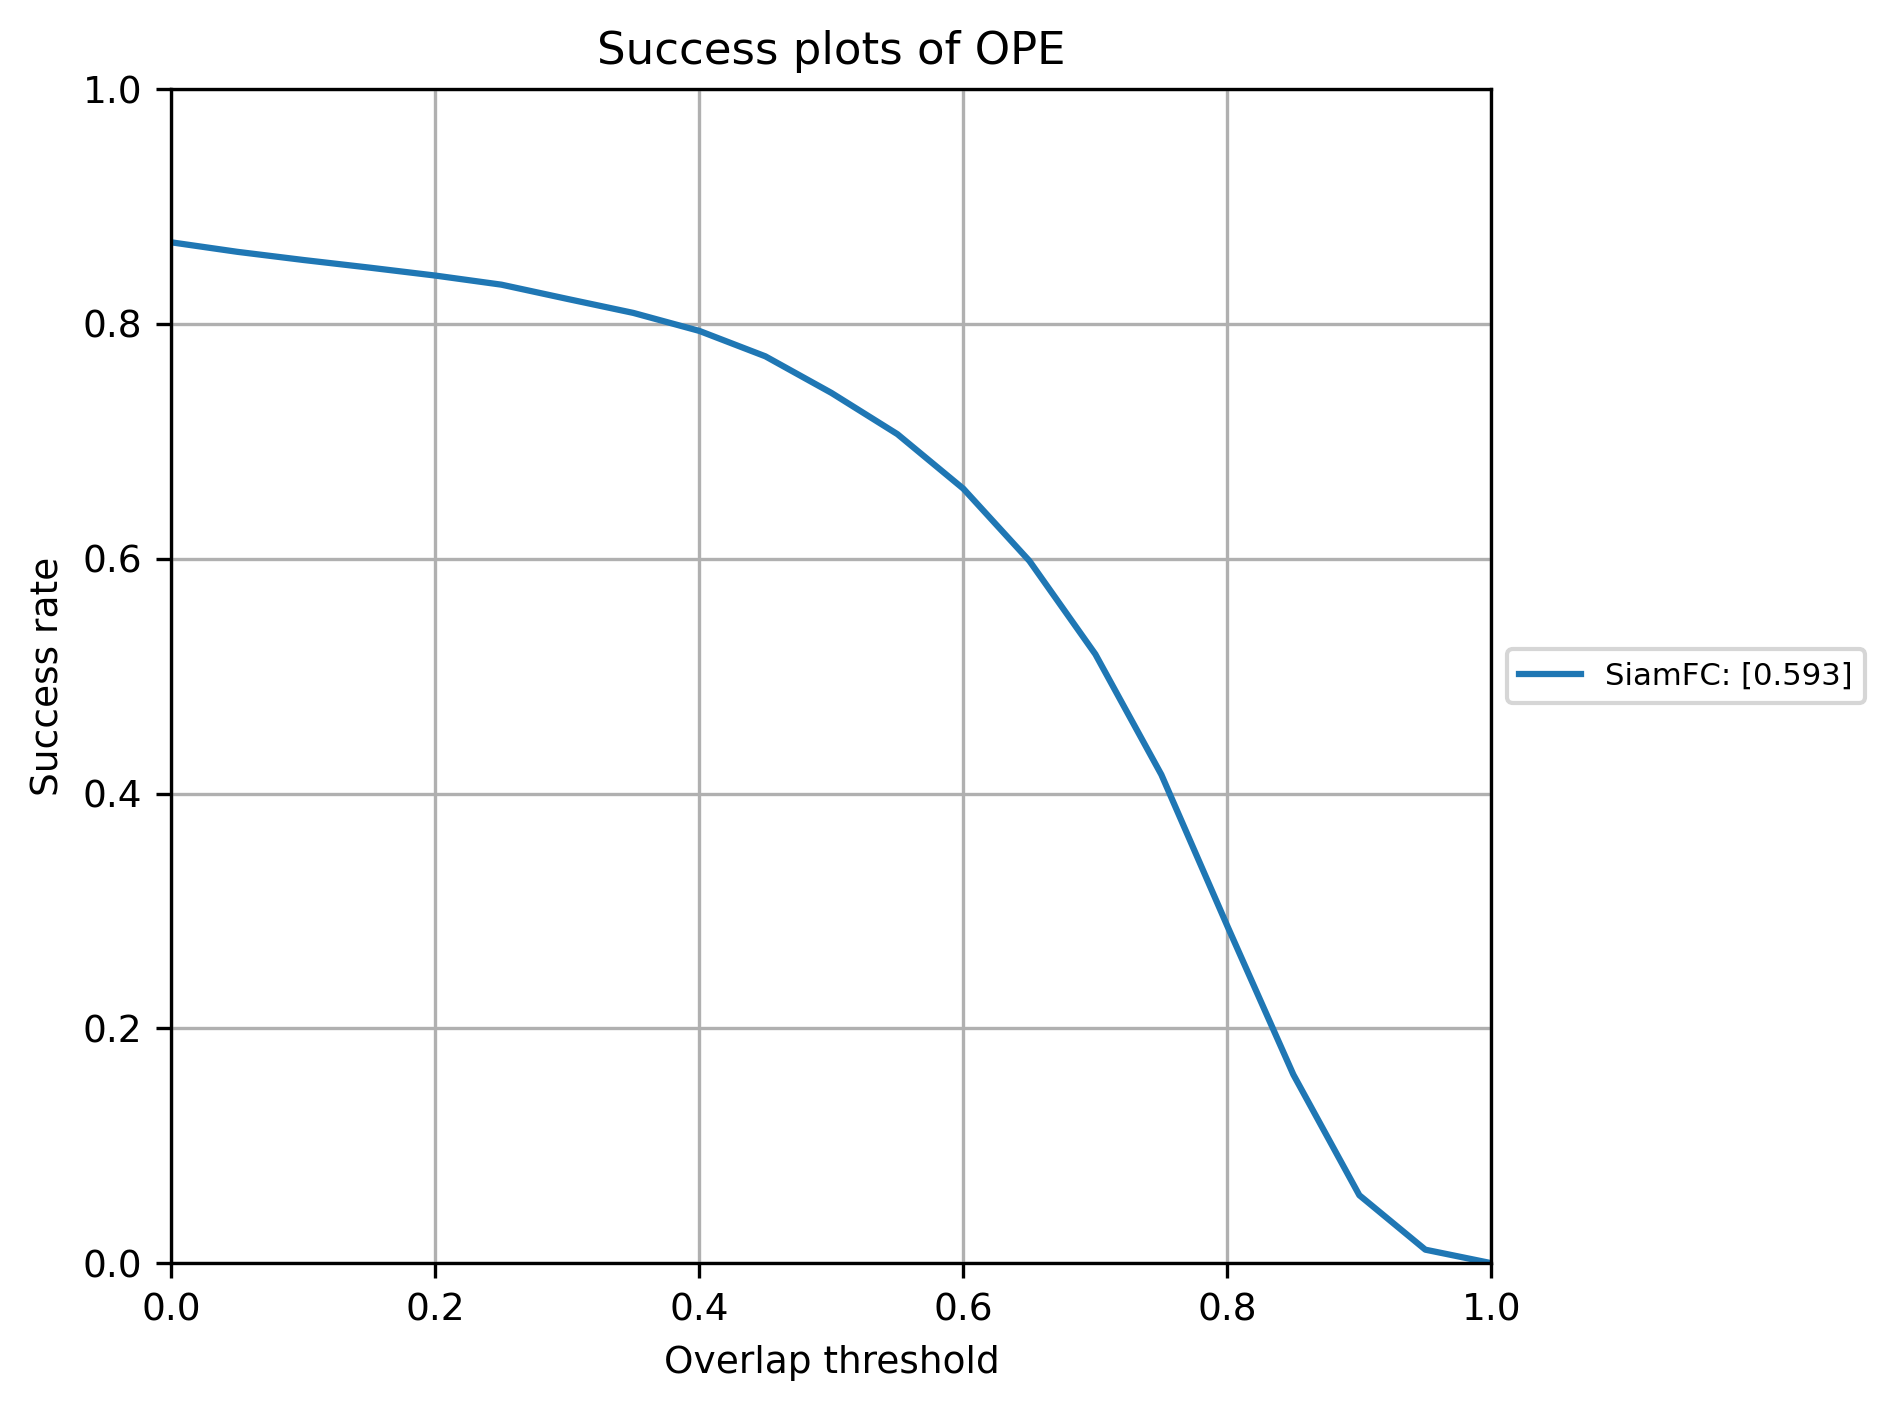 Success plots of OPE
1.0
0.8
0.6
0.4
0.2
0.0
Success rate
0.0 0.2 0.4 0.6 0.8 1.0
Overlap threshold
SiamFC: [0.593]